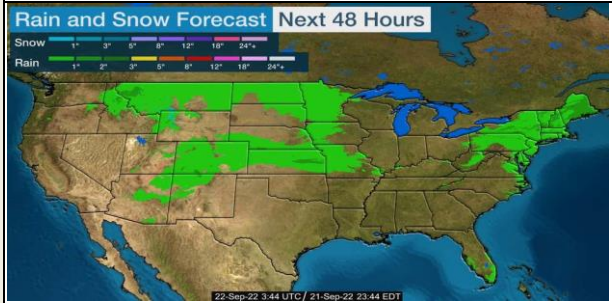 Rain and Snow Forecast Next 48 Hours
Snow
1" 3" 5" 8" 12" 18" 24"+
Rain
1" 2" 3" 5" 8" 12" 18" 24"+
22-Sep-22 3:44 UTC / 21-Sep-22 23:44 EDT